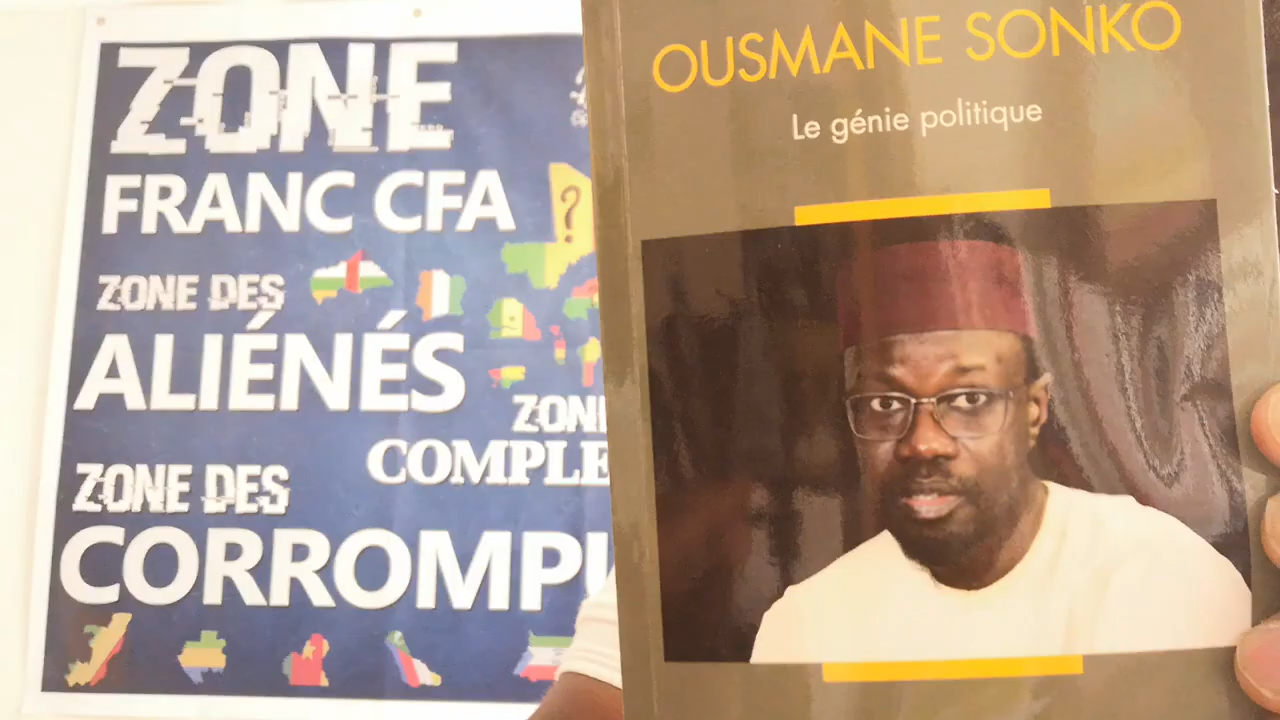 ZONE
FRANC CFA
?
ZONE DES
ALIÉNÉS
ZONE
COMPLE
ZONE DES
CORROMPU
OUSMANE SONKO
Le génie politique